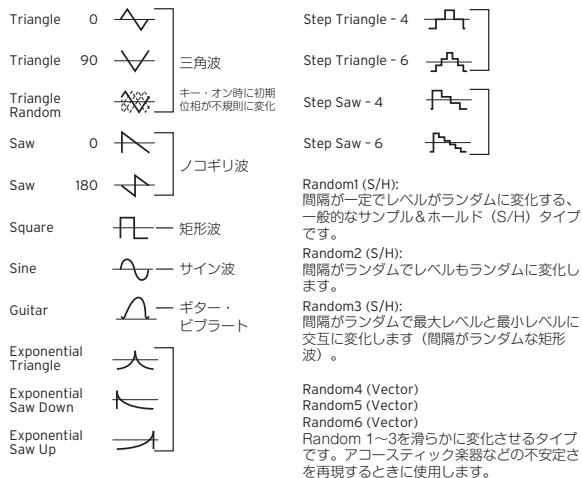 Triangle 0
Triangle 90
三角波
Triangle
Random
キー・オン時に初期
位相が不規則に変化
Saw 0
ノコギリ波
Saw 180
Square
矩形波
Sine
サイン波
Guitar
ギター・
ビブラート
Exponential
Triangle
Exponential
Saw Down
Exponential
Saw Up
Step Triangle - 4
Step Triangle - 6
Step Saw - 4
Step Saw - 6
Random1 (S/H):
間隔が一定でレベルがランダムに変化する、
一般的なサンプル＆ホールド（S/H）タイプ
です。
Random2 (S/H):
間隔がランダムでレベルもランダムに変化し
ます。
Random3 (S/H):
間隔がランダムで最大レベルと最小レベルに
交互に変化します（間隔がランダムな矩形
波）。
Random4 (Vector)
Random5 (Vector)
Random6 (Vector)
Random 1～3を滑らかに変化させるタイプ
です。アコースティック楽器などの不安定さ
を再現するときに使用します。